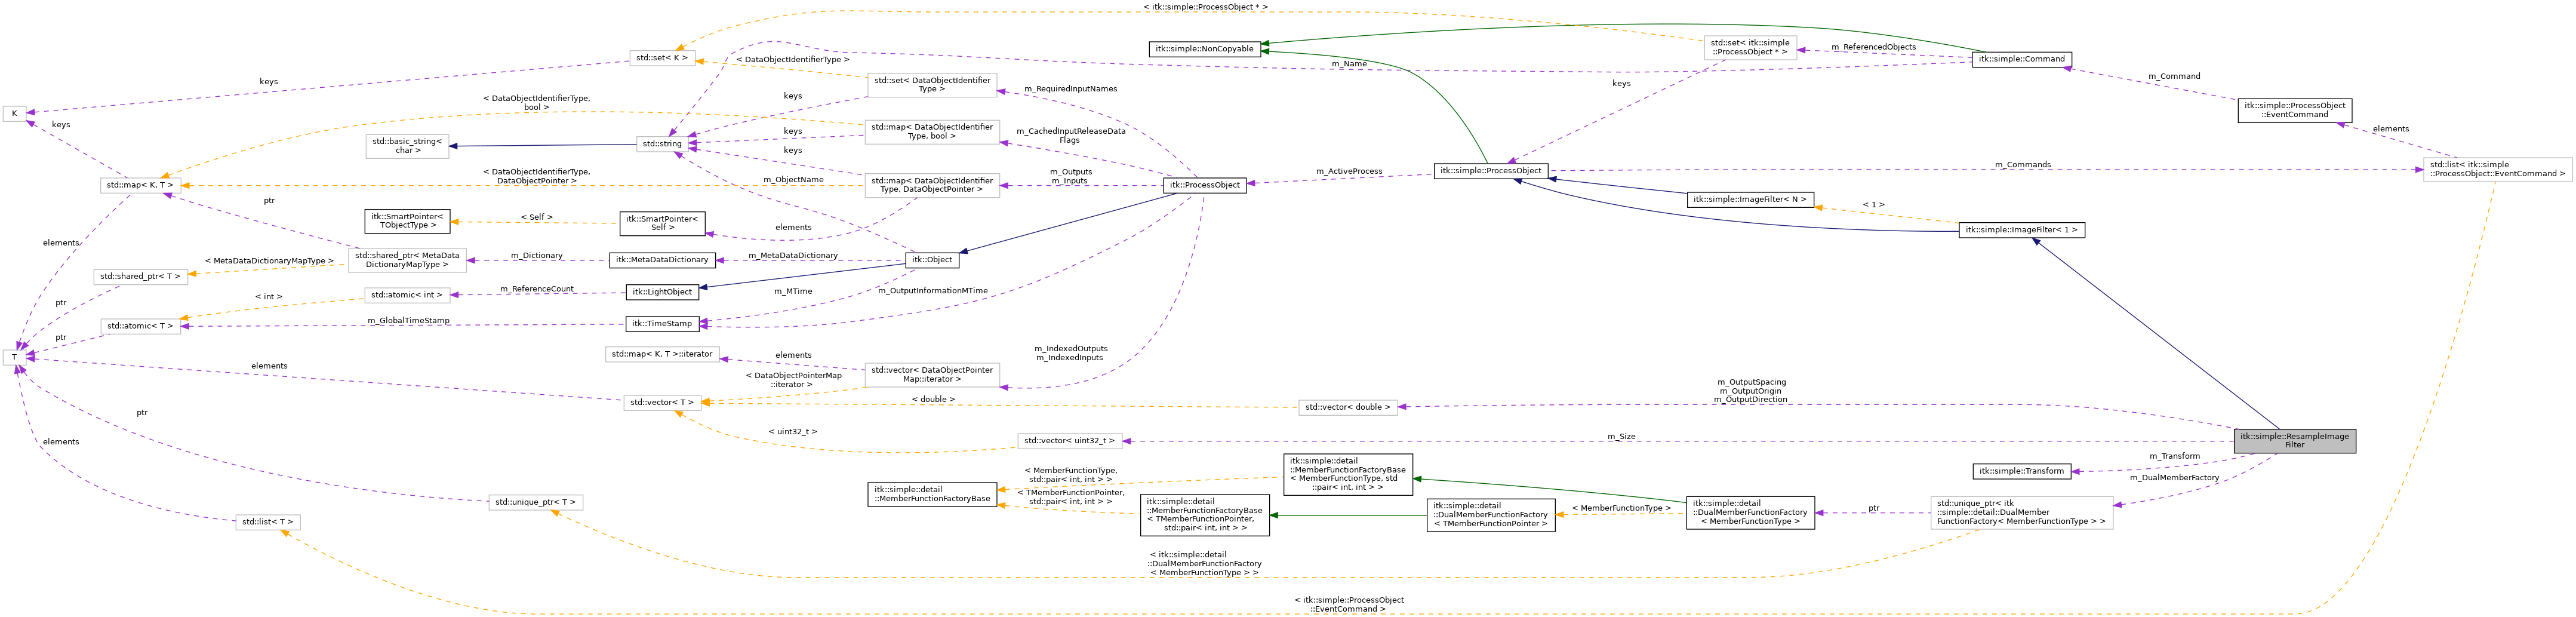 < itk::simple::ProcessObject * >
itk::simple::NonCopyable
std::set< itk::simple
::ProcessObject * >
m_ReferencedObjects
itk::simple::Command
std::set< K >
< DataObjectIdentifierType >
m_Name
m_Command
keys
std::set< DataObjectIdentifier
Type >
m_RequiredInputNames
keys
keys
itk::simple::ProcessObject
::EventCommand
K
< DataObjectIdentifierType,
bool >
keys
std::map< DataObjectIdentifier
Type, bool >
m_CachedInputReleaseData
Flags
elements
keys
std::basic_string<
char >
std::string
keys
m_ActiveProcess
itk::simple::ProcessObject
m_Commands
std::list< itk::simple
::ProcessObject::EventCommand >
std::map< K, T >
< DataObjectIdentifierType,
DataObjectPointer >
m_ObjectName
std::map< DataObjectIdentifier
Type, DataObjectPointer >
m_Outputs
m_Inputs
itk::ProcessObject
ptr
itk::simple::ImageFilter< N >
< 1 >
itk::SmartPointer<
TObjectType >
< Self >
itk::SmartPointer<
Self >
elements
itk::simple::ImageFilter< 1 >
elements
std::shared_ptr< MetaData
DictionaryMapType >
m_Dictionary
itk::MetaDataDictionary
m_MetaDataDictionary
itk::Object
< MetaDataDictionaryMapType >
std::shared_ptr< T >
< int >
std::atomic< int >
m_ReferenceCount
itk::LightObject
m_MTime
m_OutputInformationMTime
ptr
std::atomic< T >
m_GlobalTimeStamp
itk::TimeStamp
ptr
T
std::map< K, T >::iterator
elements
m_IndexedOutputs
m_IndexedInputs
elements
< DataObjectPointerMap
::iterator >
std::vector< DataObjectPointer
Map::iterator >
std::vector< T >
< double >
std::vector< double >
m_OutputSpacing
m_OutputOrigin
m_OutputDirection
ptr
< uint32_t >
std::vector< uint32_t >
m_Size
itk::simple::ResampleImage
Filter
elements
m_Transform
itk::simple::Transform
m_DualMemberFactory
itk::simple::detail
::MemberFunctionFactoryBase
< MemberFunctionType, std
::pair< int, int > >
< MemberFunctionType,
std::pair< int, int > >
itk::simple::detail
::MemberFunctionFactoryBase
< TMemberFunctionPointer,
std::pair< int, int > >
itk::simple::detail
::MemberFunctionFactoryBase
< TMemberFunctionPointer,
std::pair< int, int > >
itk::simple::detail
::DualMemberFunctionFactory
< TMemberFunctionPointer >
< MemberFunctionType >
itk::simple::detail
::DualMemberFunctionFactory
< MemberFunctionType >
ptr
std::unique_ptr< itk
::simple::detail::DualMember
FunctionFactory< MemberFunctionType > >
std::unique_ptr< T >
std::list< T >
< itk::simple::detail
::DualMemberFunctionFactory
< MemberFunctionType > >
< itk::simple::ProcessObject
::EventCommand >